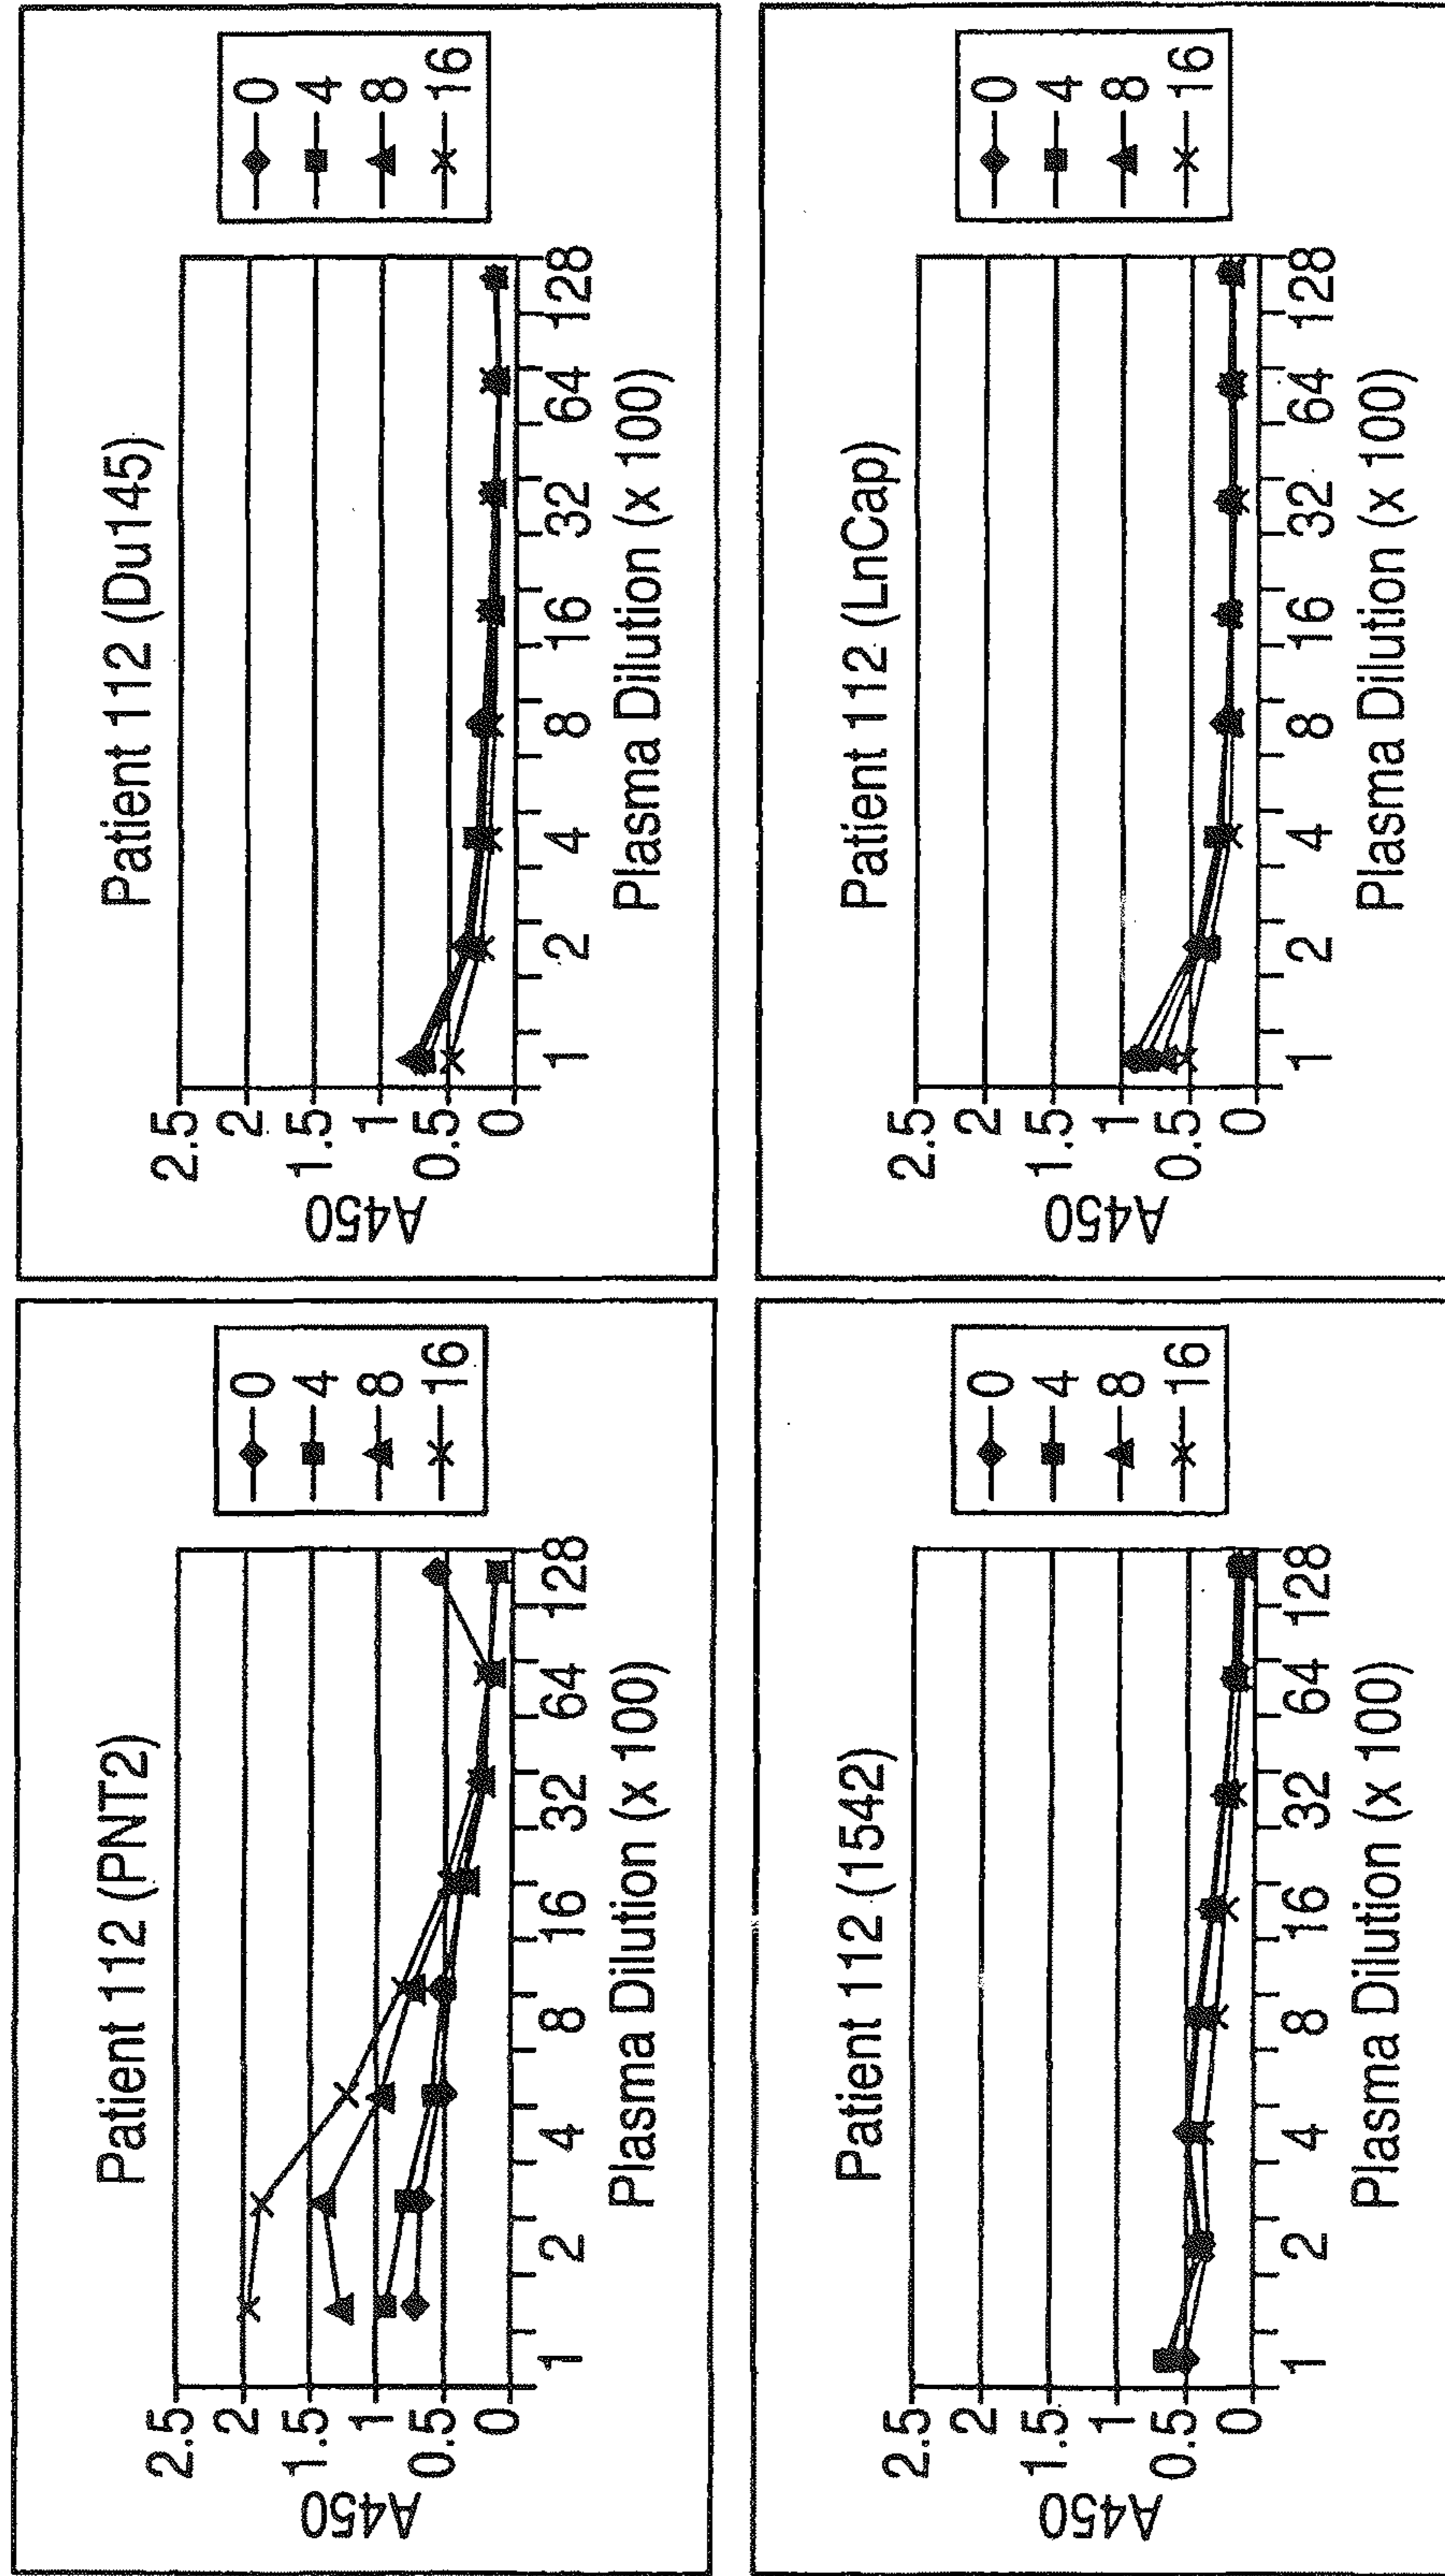 Patient 112 (PNT2)
A450
2.5
2
1.5
1
0.5
0
1 2 4 8 16 32 64 128
Plasma Dilution (x 100)
0
4
8
16
Patient 112 (Du145)
A450
2.5
2
1.5
1
0.5
0
1 2 4 8 16 32 64 128
Plasma Dilution (x 100)
0
4
8
16
Patient 112 (1542)
A450
2.5
2
1.5
1
0.5
0
1 2 4 8 16 32 64 128
Plasma Dilution (x 100)
0
4
8
16
Patient 112 (LnCap)
A450
2.5
2
1.5
1
0.5
0
1 2 4 8 16 32 64 128
Plasma Dilution (x 100)
0
4
8
16